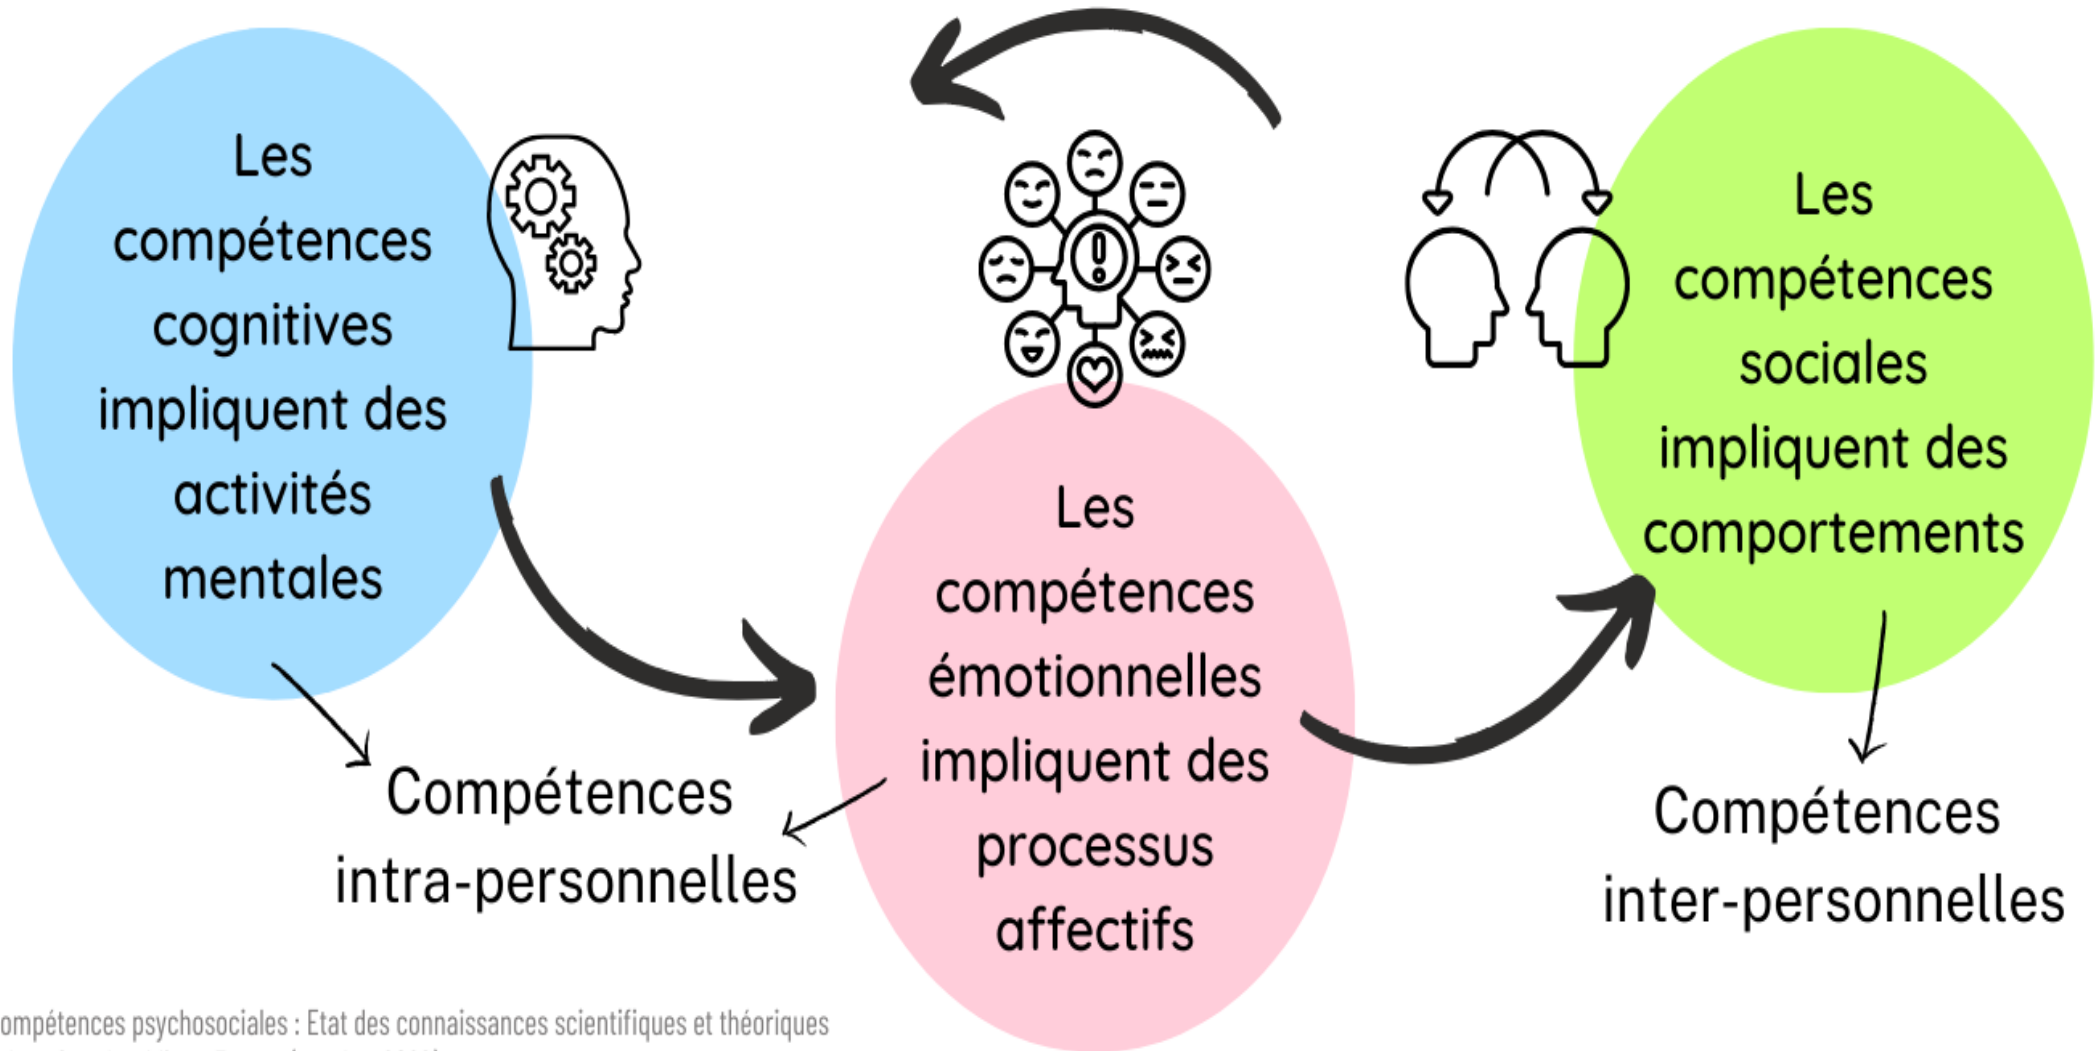 Les
compétences
cognitives
impliquent des
activités
mentales
Les
compétences
émotionnelles
impliquent des
processus
affectifs
Les
compétences
sociales
impliquent des
comportements
Compétences
intra-personnelles
Compétences
inter-personnelles
ompétences psychosociales : Etat des connaissances scientifiques et théoriques